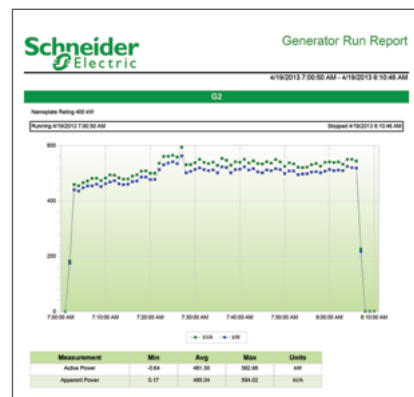 Schneider Electric
Generator Run Report
4/19/2013 7:00:50 AM - 4/19/2013 8:10:46 AM
G2
Nameplate Rating 400 kW
Running 4/19/2013 7:00:50 AM Stopped 4/19/2013 8:10:46 AM
600
400
200
0
7:00:00 AM 7:10:00 AM 7:20:00 AM 7:30:00 AM 7:40:00 AM 7:50:00 AM 8:00:00 AM 8:10:00 AM
kVA kW
Measurement Min Avg Max Units
Active Power -0.64 461.30 562.98 kW
Apparent Power 0.17 485.04 594.02 kVA